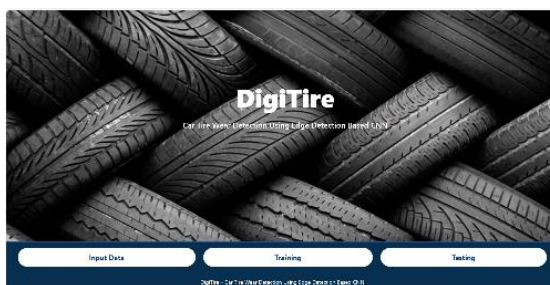 DigiTire
Car Tire Wear Detection Using Edge Detection Based CNN
Input Data
Training
Testing
DigiTire - Car Tire Wear Detection Using Edge Detection Based CNN